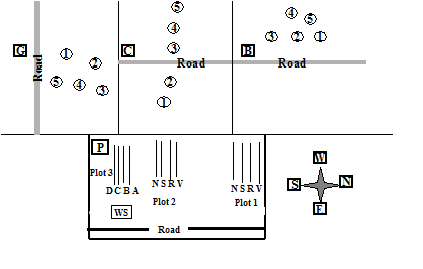 5
4
4
5
G
1
C
3
B
3
2
1
2
Road
Road
Road
5
4
3
2
1
P
Plot 3
D C B A
N S R V
N S R V
W
S
N
E
WS
Plot 2
Plot 1
Road